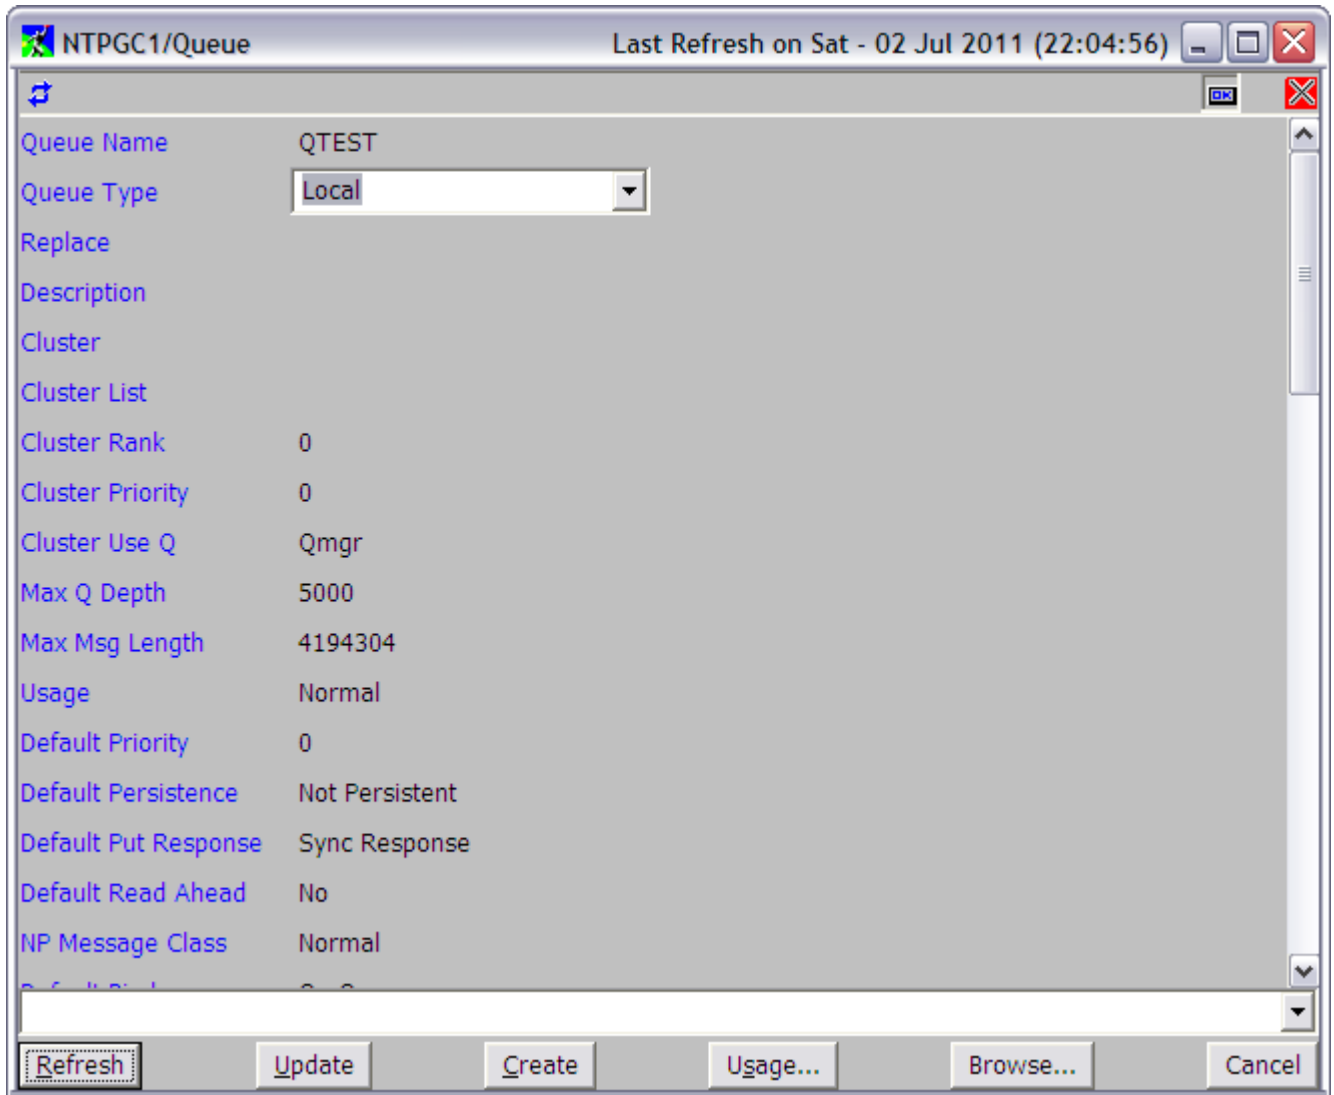 NTPGC1/Queue Last Refresh on Sat - 02 Jul 2011 (22:04:56)
OK
Queue Name QTEST
Queue Type Local
Replace
Description
Cluster
Cluster List
Cluster Rank 0
Cluster Priority 0
Cluster Use Q Qmgr
Max Q Depth 5000
Max Msg Length 4194304
Usage Normal
Default Priority 0
Default Persistence Not Persistent
Default Put Response Sync Response
Default Read Ahead No
NP Message Class Normal
Refresh Update Create Usage... Browse... Cancel